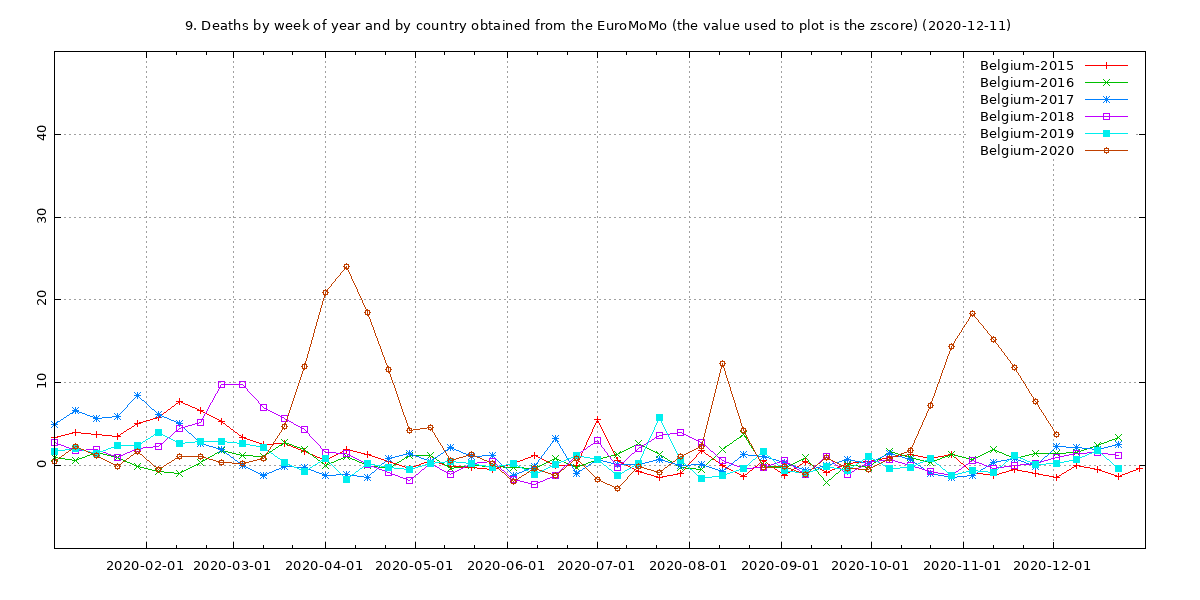 9. Deaths by week of year and by country obtained from the EuroMoMo (the value used to plot is the zscore) (2020-12-11)
Belgium-2015
Belgium-2016
Belgium-2017
Belgium-2018
Belgium-2019
Belgium-2020
40
30
20
10
0
2020-02-01 2020-03-01 2020-04-01 2020-05-01 2020-06-01 2020-07-01 2020-08-01 2020-09-01 2020-10-01 2020-11-01 2020-12-01